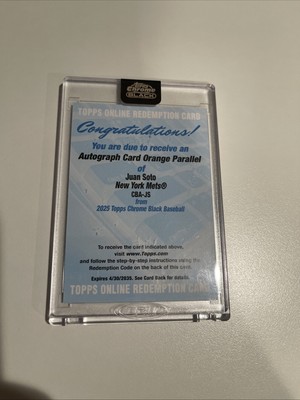 Topps Chrome
BLACK
TOPPS ONLINE REDEMPTION CARD
Congratulations!
You are due to receive an
Autograph Card Orange Parallel
of
Juan Soto
New York Mets®
CBA-JS
from
2025 Topps Chrome Black Baseball
To receive the card indicated above,
visit www.Topps.com
and follow the step-by-step instructions using the
Redemption Code on the back of this card.
Expires 4/30/2035. See Card Back for details.
TOPPS ONLINE REDEMPTION CARD